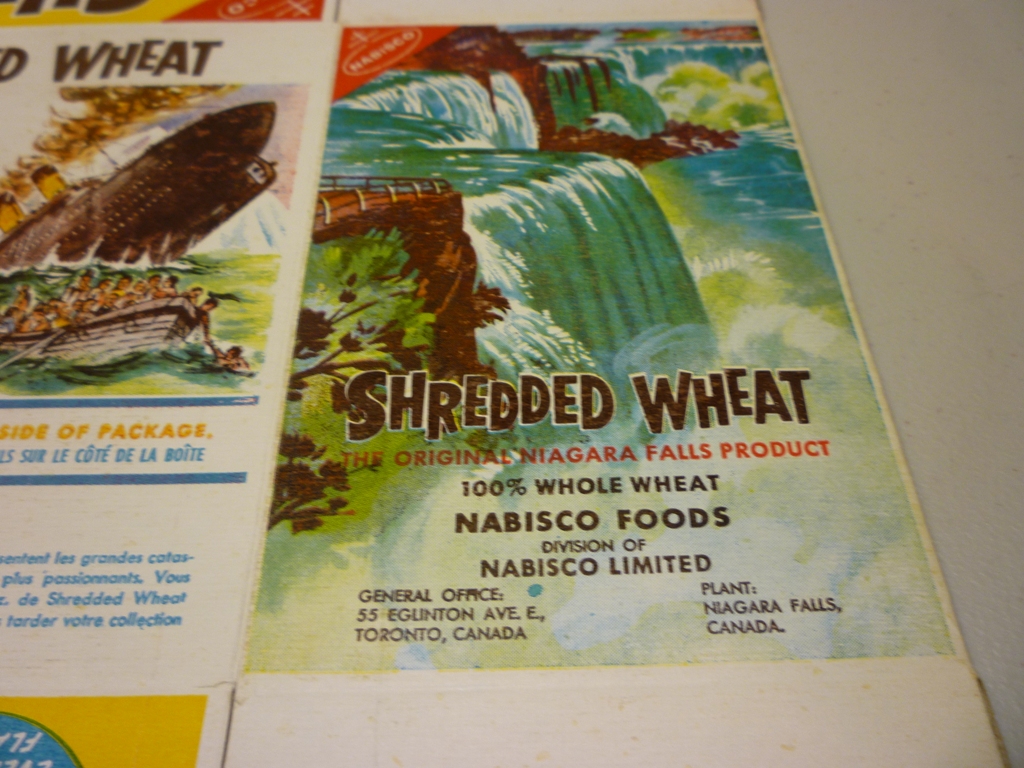 WHEAT
SIDE OF PACKAGE,
SUR LE CÔTÉ DE LA BOÎTE
les grandes catas-
plus passionnants. Vous
de Shredded Wheat
tarder votre collection
NABISCO
SHREDDED WHEAT
THE ORIGINAL NIAGARA FALLS PRODUCT
100% WHOLE WHEAT
NABISCO FOODS
DIVISION OF
NABISCO LIMITED
GENERAL OFFICE:
55 EGLINTON AVE. E.,
TORONTO, CANADA
PLANT:
NIAGARA FALLS,
CANADA.